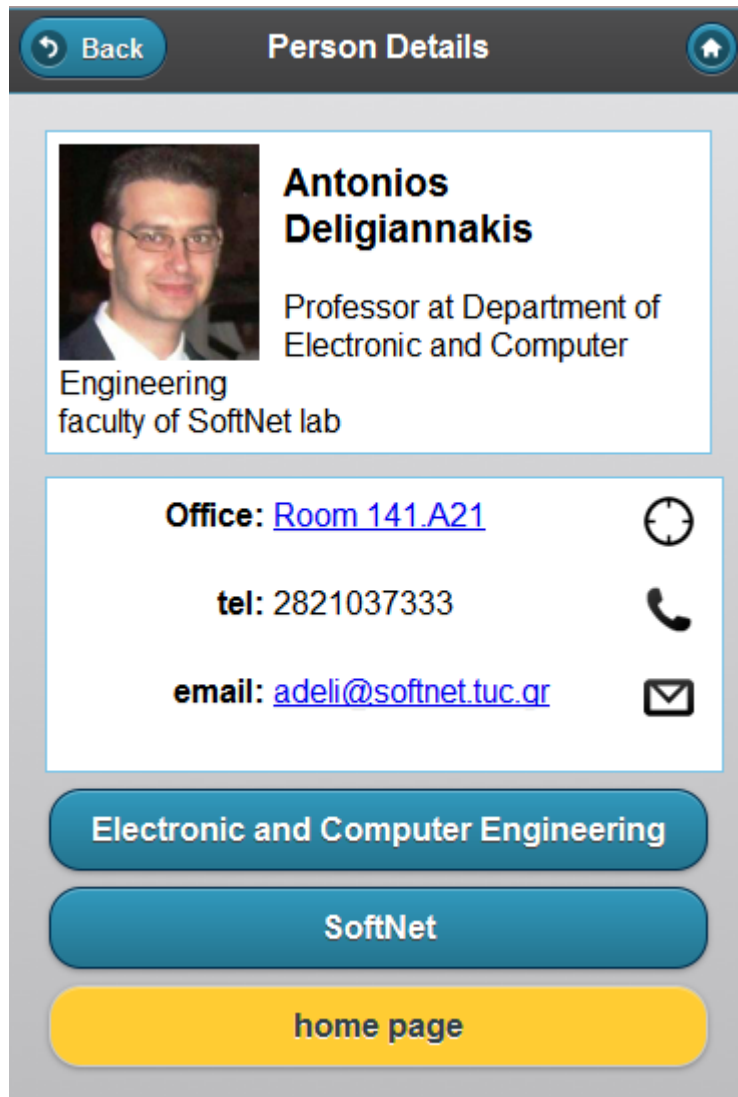 Back
Person Details
Antonios
Deligiannakis
Professor at Department of
Electronic and Computer
Engineering
faculty of SoftNet lab
Office: Room 141.A21
tel: 2821037333
email: adeli@softnet.tuc.gr
Electronic and Computer Engineering
SoftNet
home page